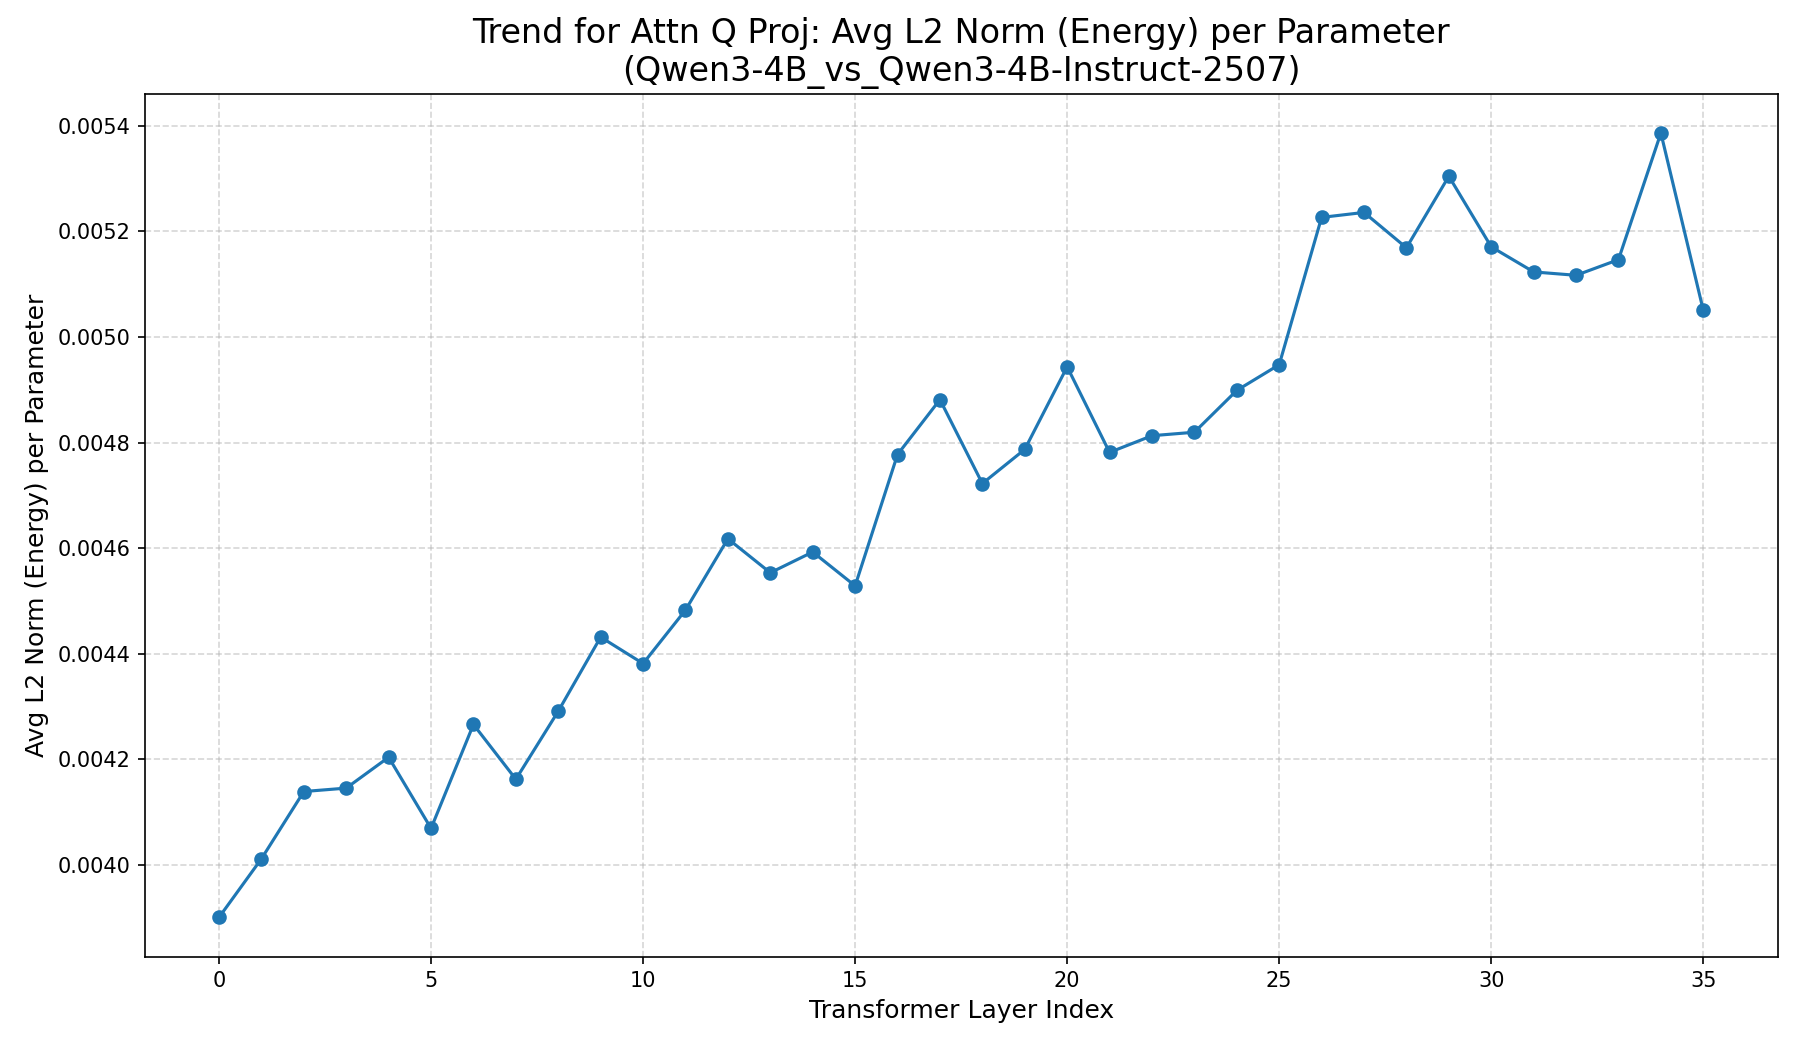 Trend for Attn Q Proj: Avg L2 Norm (Energy) per Parameter
(Qwen3-4B_vs_Qwen3-4B-Instruct-2507)
Avg L2 Norm (Energy) per Parameter
0.0054
0.0052
0.0050
0.0048
0.0046
0.0044
0.0042
0.0040
0 5 10 15 20 25 30 35
Transformer Layer Index